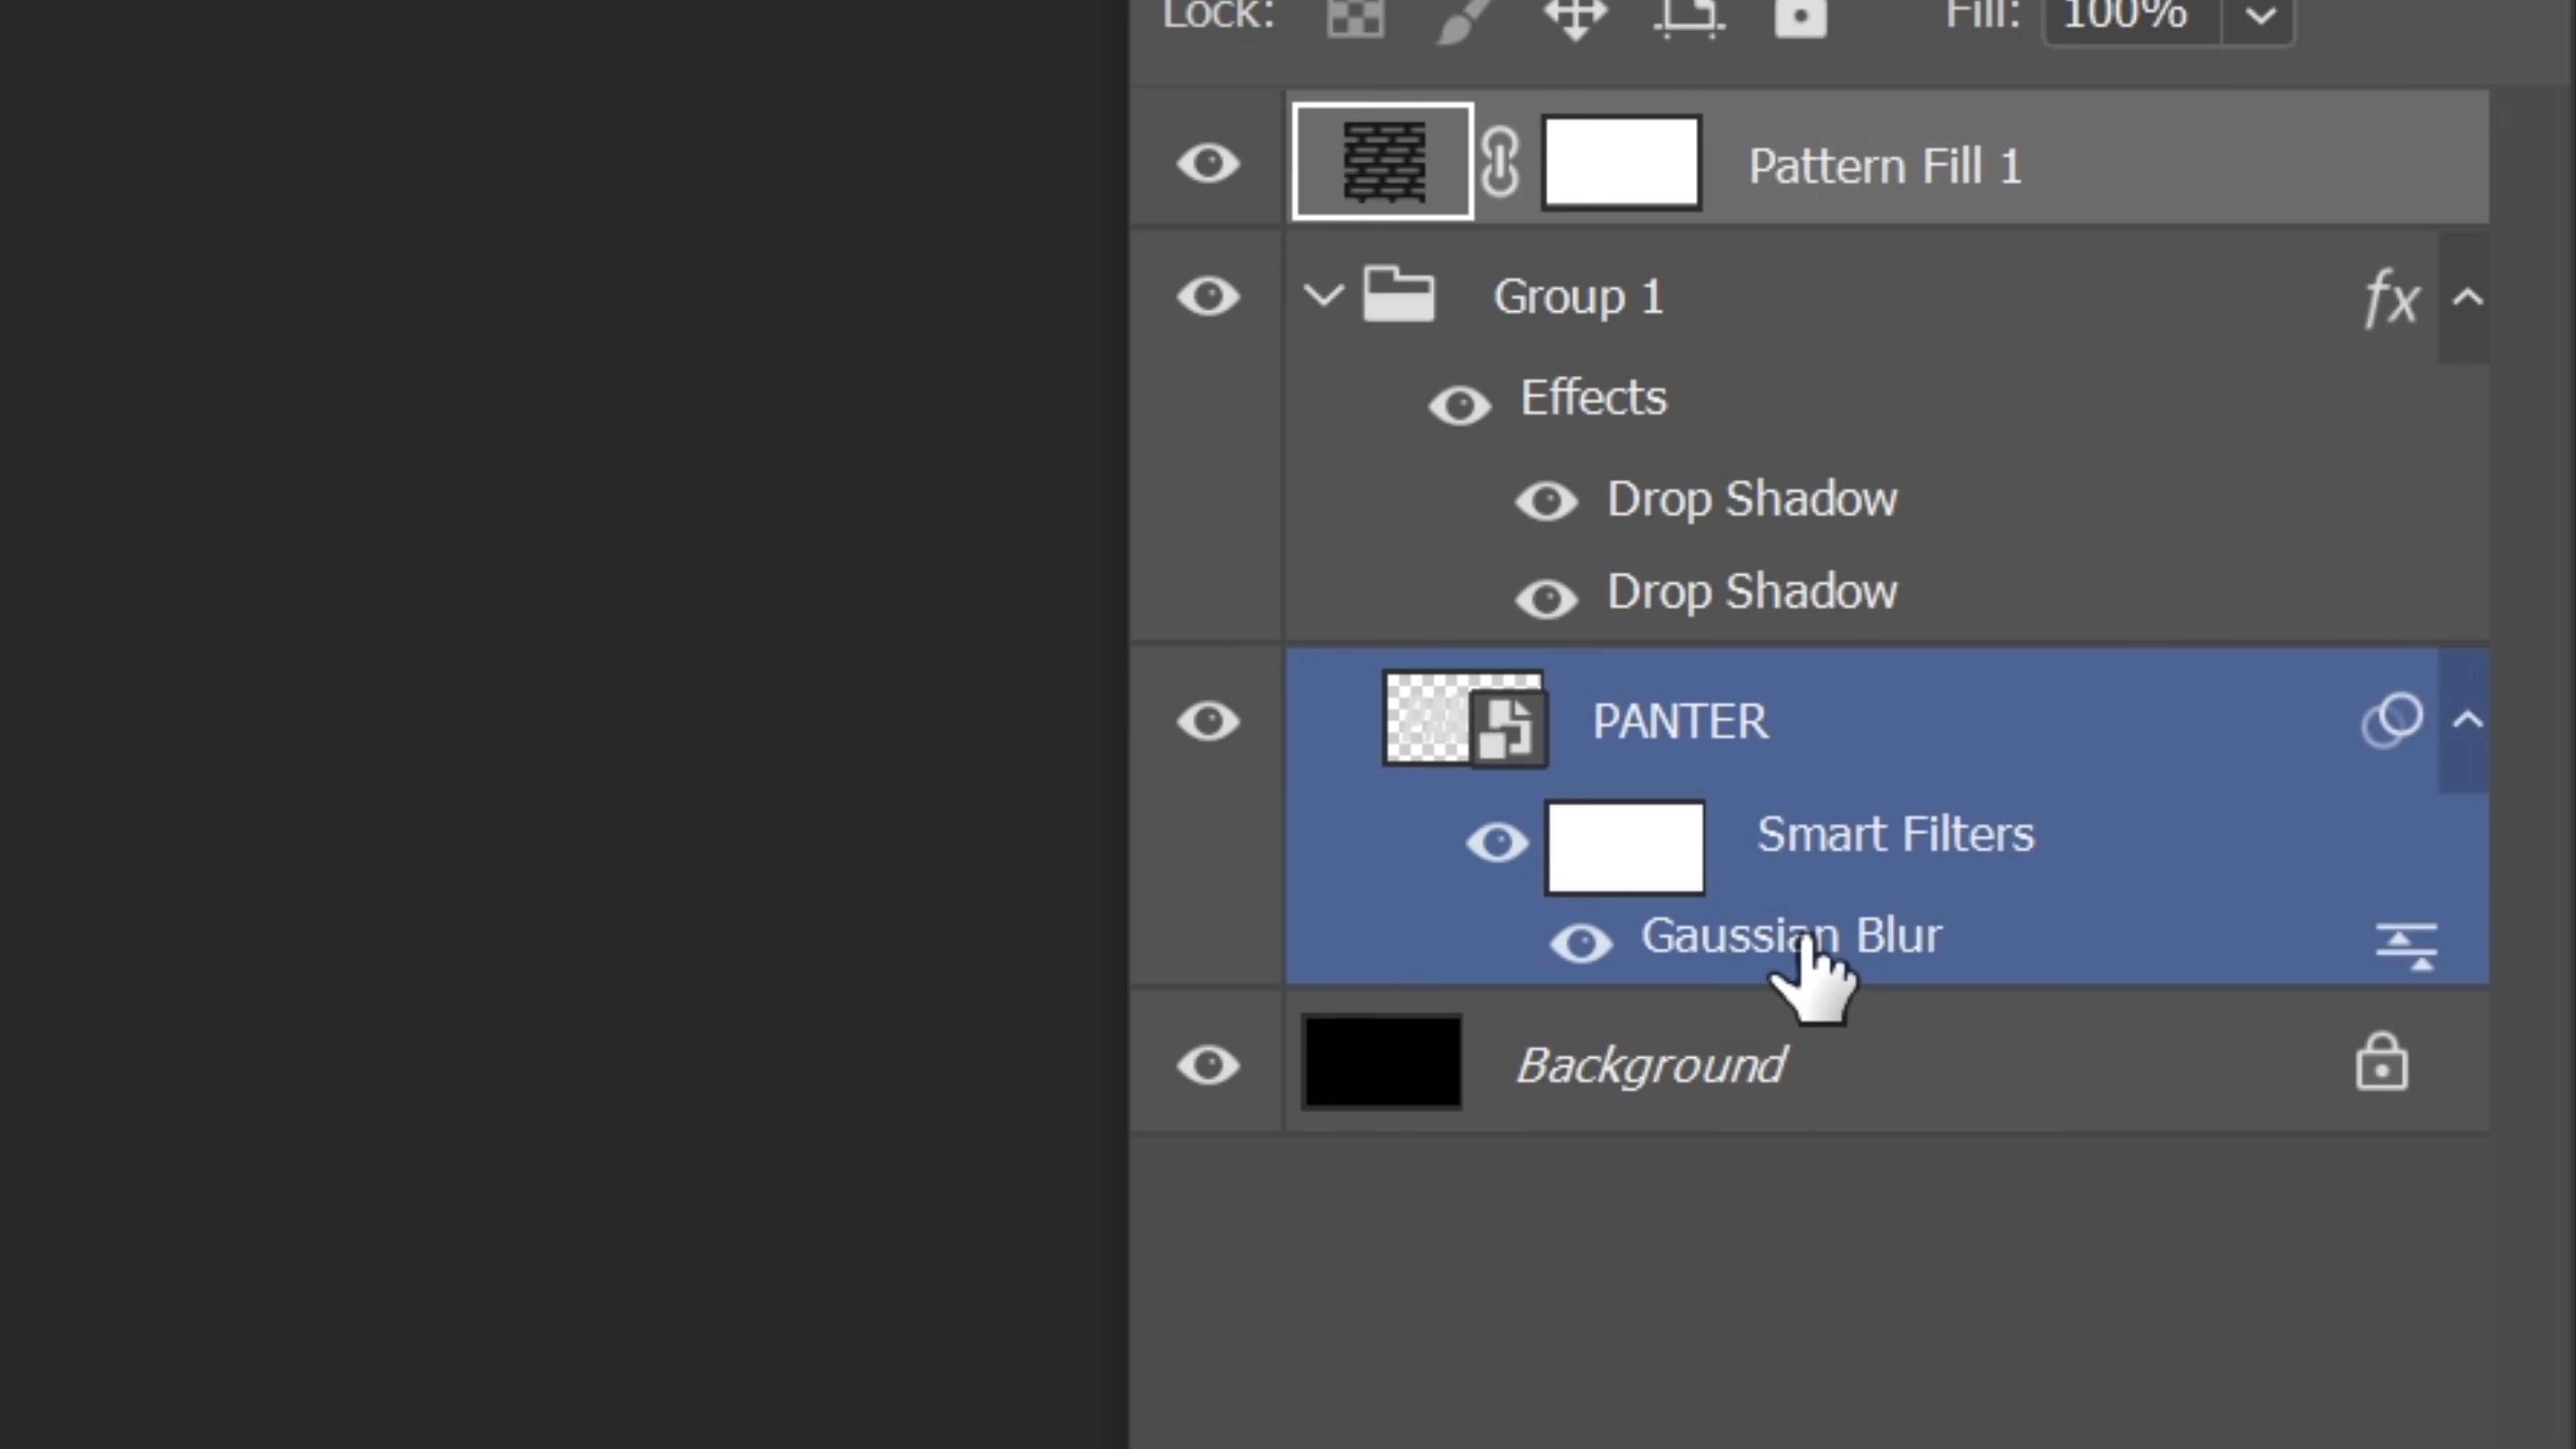 Lock: Fill: 100%
Pattern Fill 1
Group 1 fx
Effects
Drop Shadow
Drop Shadow
PANTER
Smart Filters
Gaussian Blur
Background